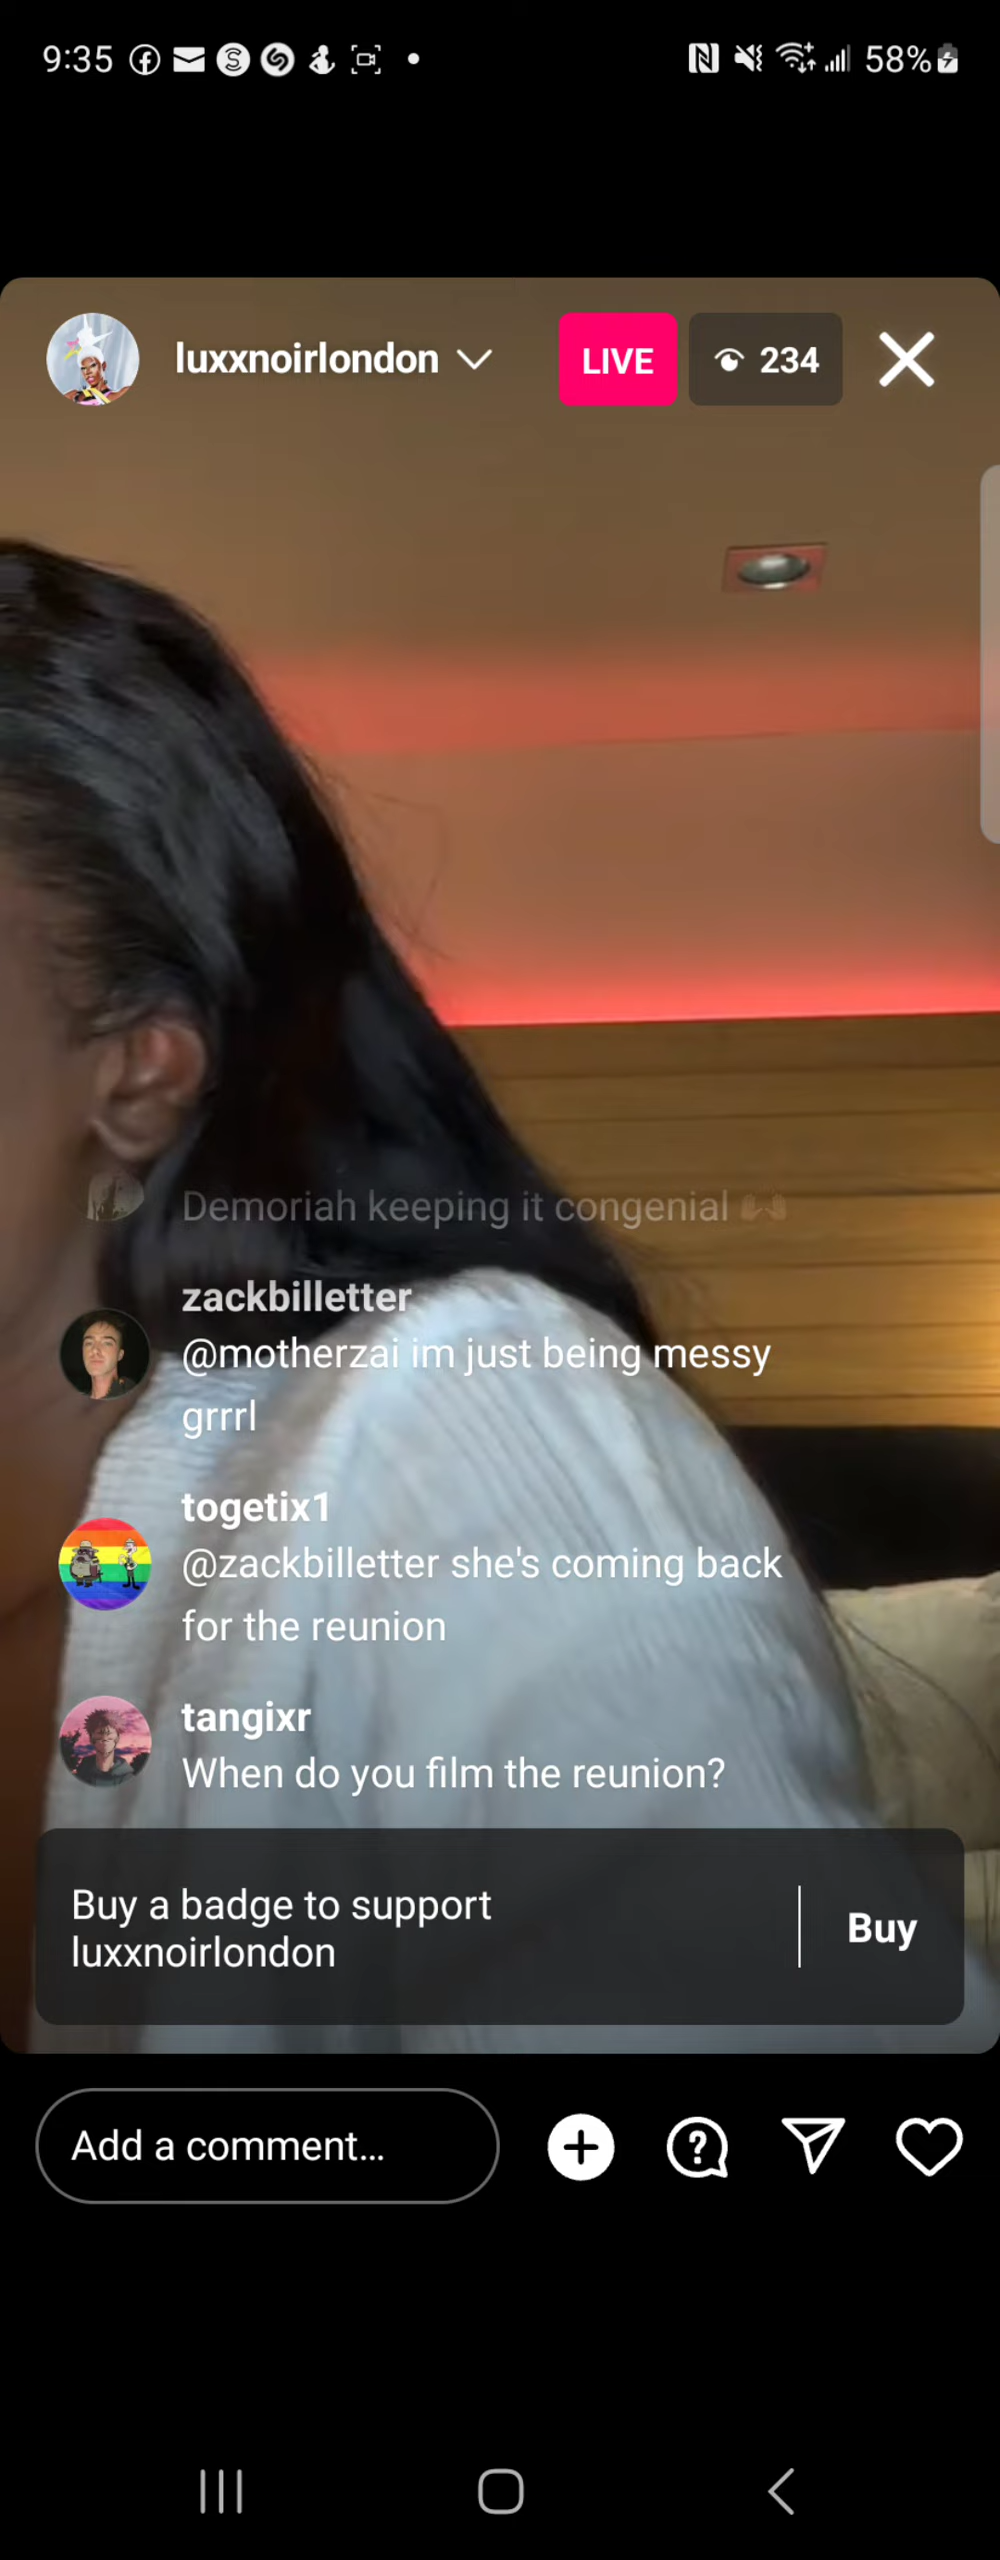 9:35
58%
luxxnoirlondon
LIVE
234
Demoriah keeping it congenial 🙌
zackbilletter
@motherzai im just being messy
grrrl
togetix1
@zackbilletter she's coming back
for the reunion
tangixr
When do you film the reunion?
Buy a badge to support
luxxnoirlondon
Buy
Add a comment...